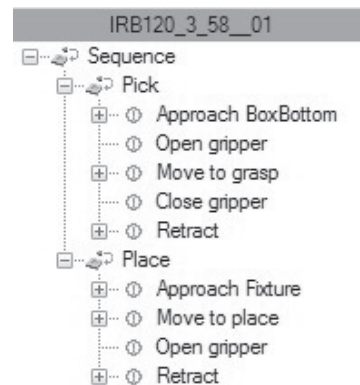 IRB120_3_58__01
Sequence
Pick
Approach BoxBottom
Open gripper
Move to grasp
Close gripper
Retract
Place
Approach Fixture
Move to place
Open gripper
Retract